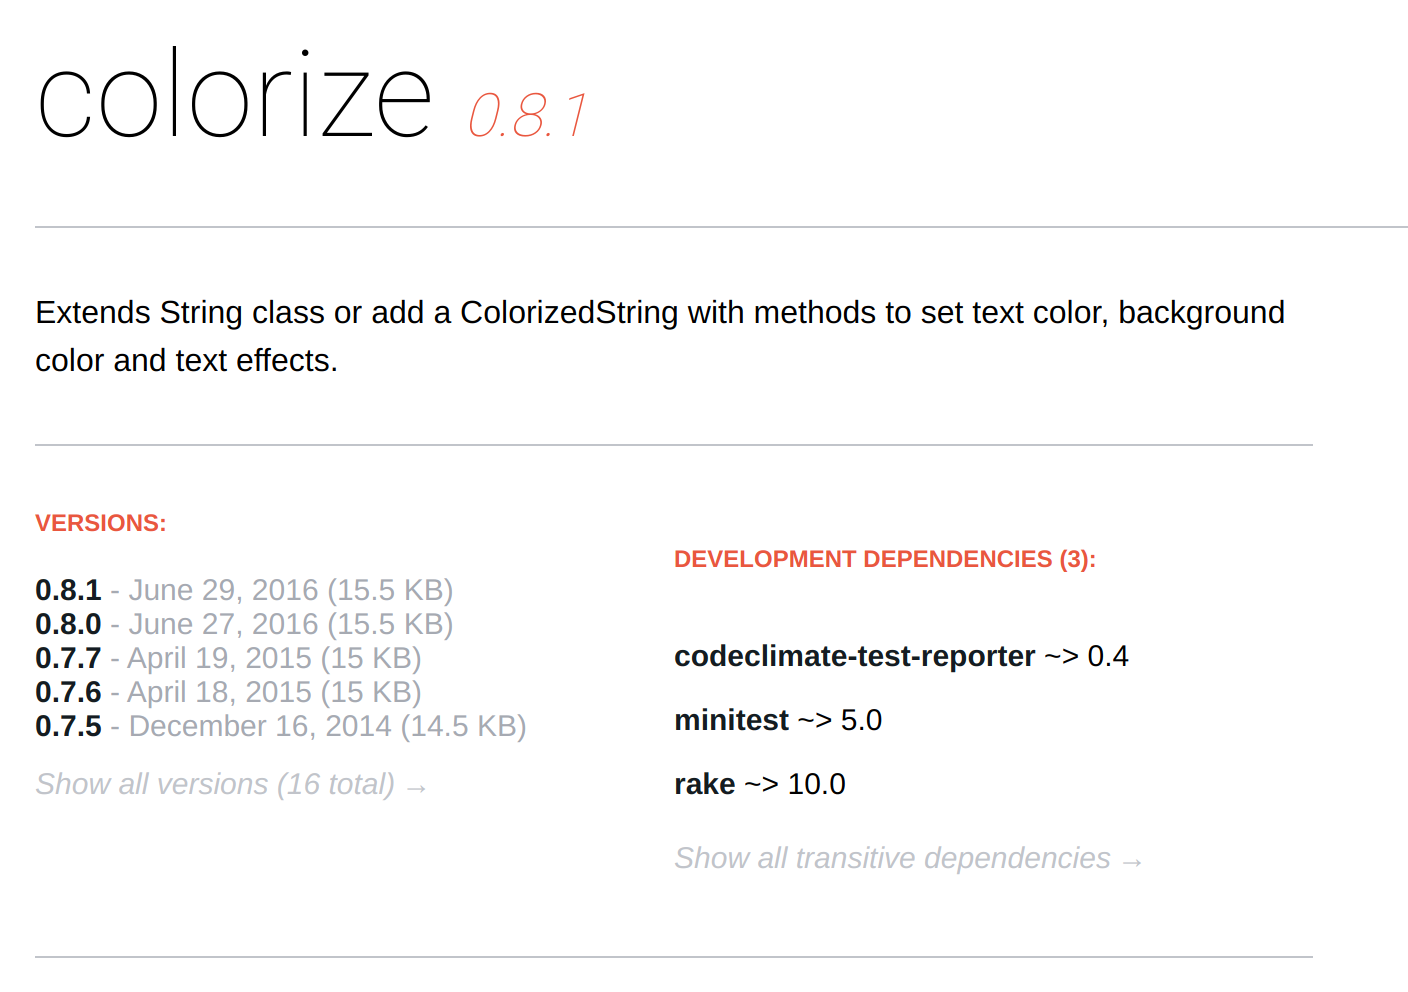 colorize 0.8.1
Extends String class or add a ColorizedString with methods to set text color, background
color and text effects.
VERSIONS:
0.8.1 - June 29, 2016 (15.5 KB)
0.8.0 - June 27, 2016 (15.5 KB)
0.7.7 - April 19, 2015 (15 KB)
0.7.6 - April 18, 2015 (15 KB)
0.7.5 - December 16, 2014 (14.5 KB)
Show all versions (16 total) →
DEVELOPMENT DEPENDENCIES (3):
codeclimate-test-reporter ~> 0.4
minitest ~> 5.0
rake ~> 10.0
Show all transitive dependencies →